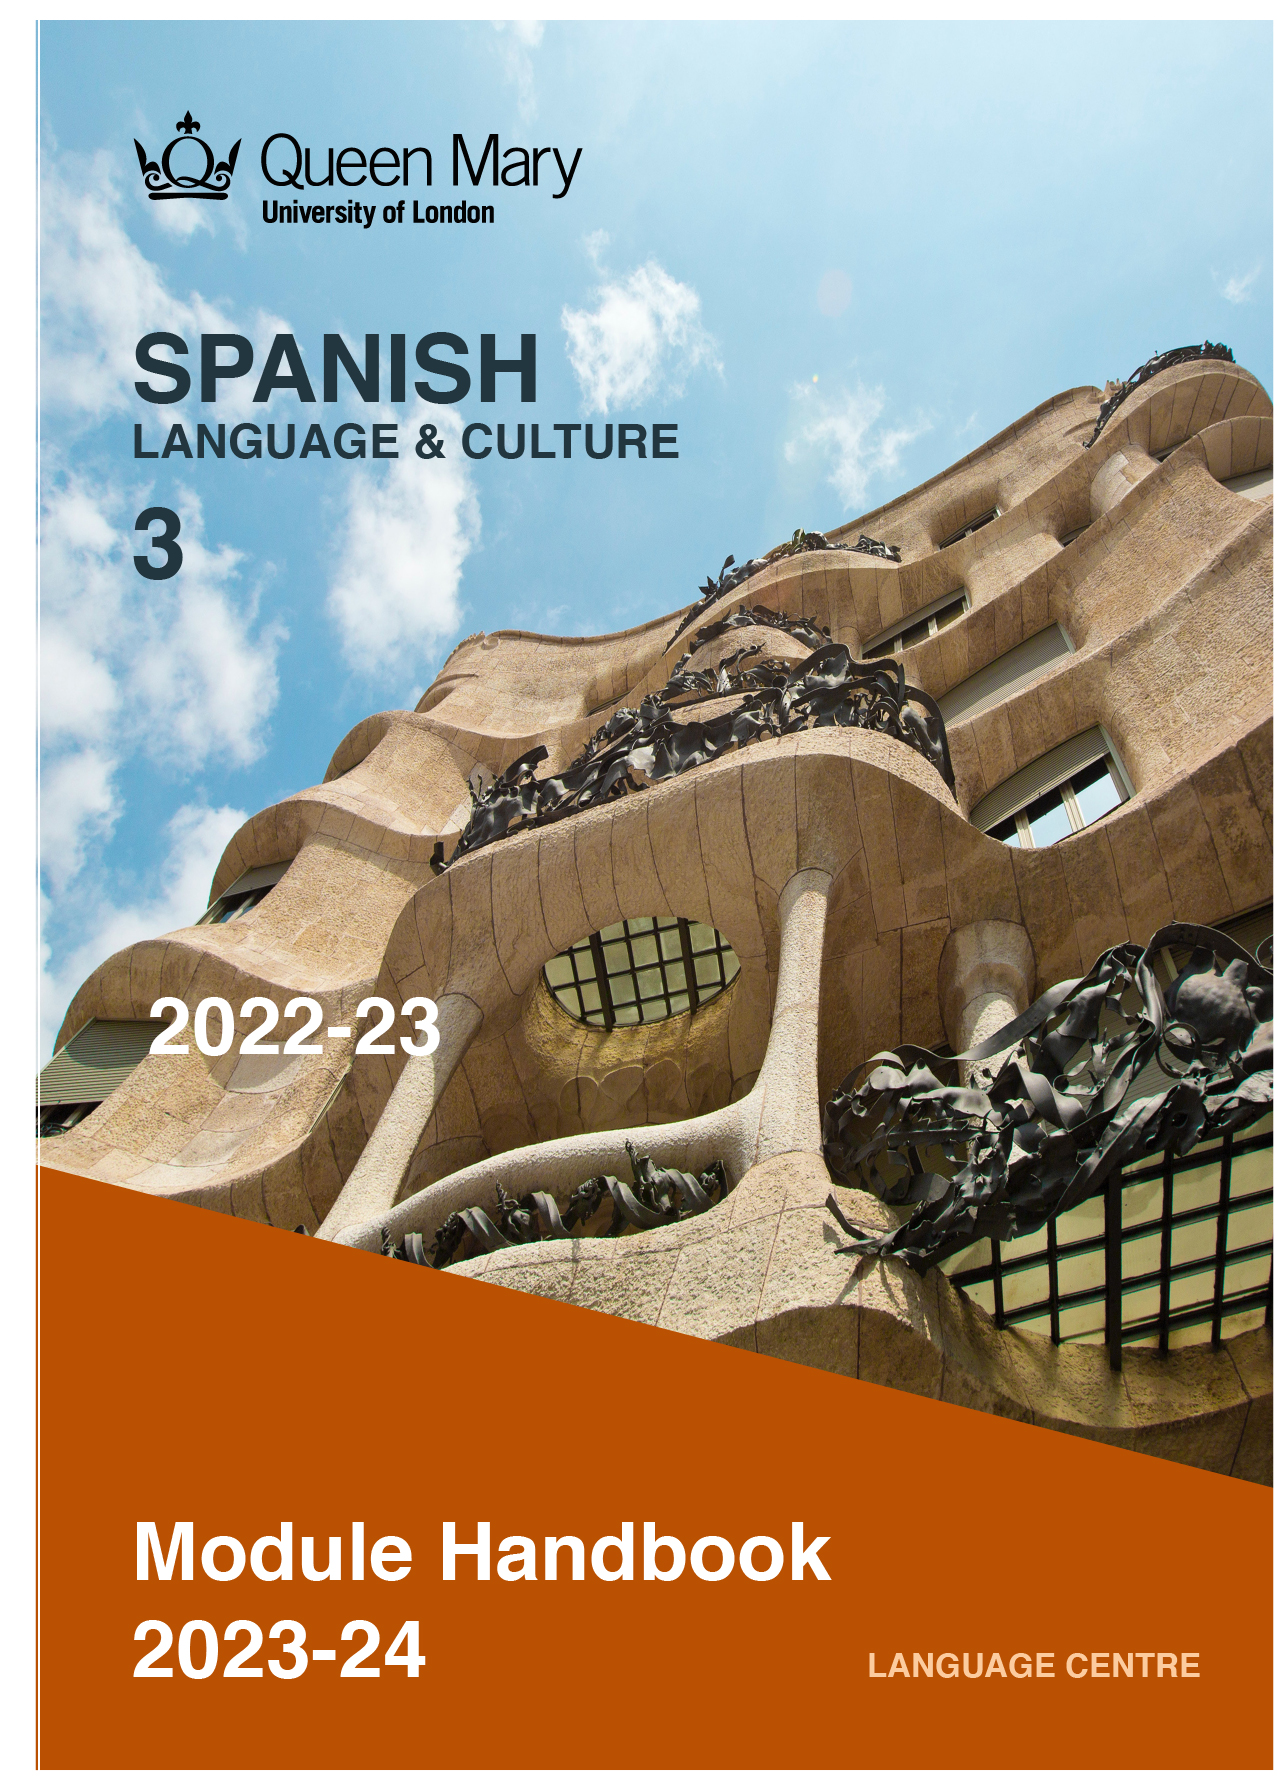 Queen Mary
University of London
SPANISH
LANGUAGE & CULTURE
3
2022-23
Module Handbook
2023-24
LANGUAGE CENTRE